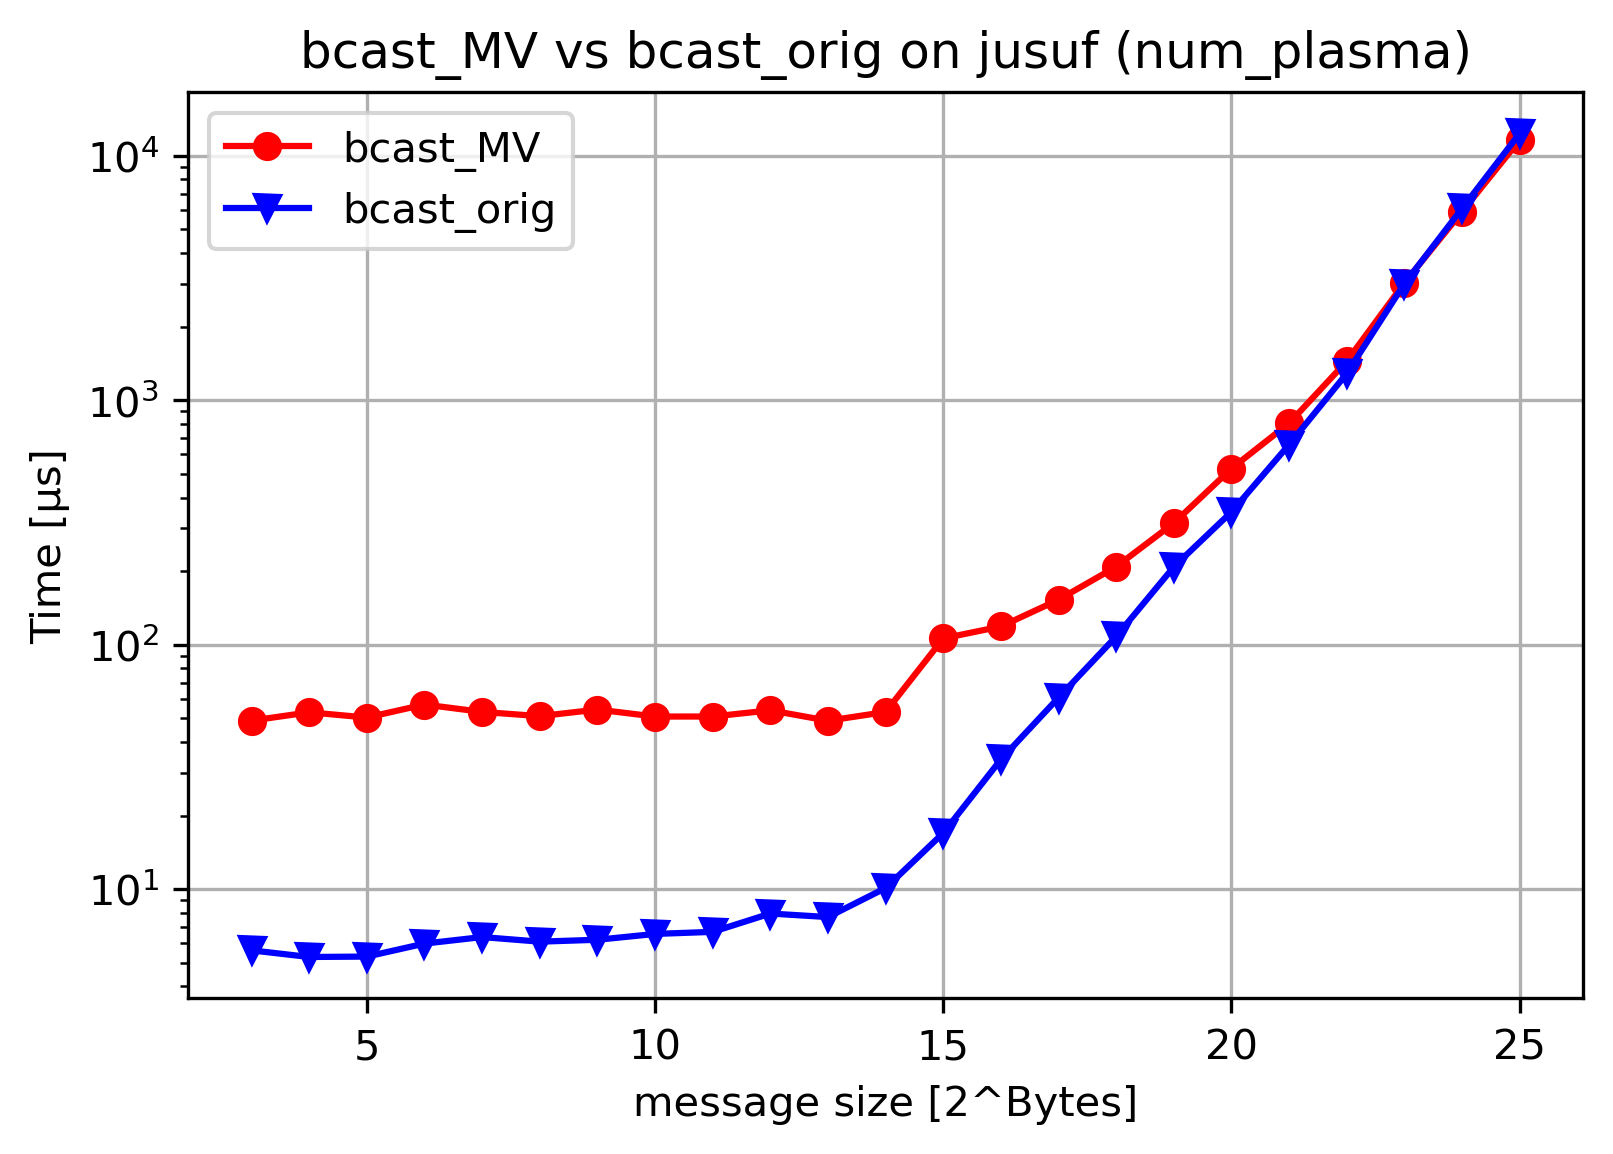 bcast_MV vs bcast_orig on jusuf (num_plasma)
bcast_MV
bcast_orig
Time [µs]
10⁴
10³
10²
10¹
5 10 15 20 25
message size [2^Bytes]